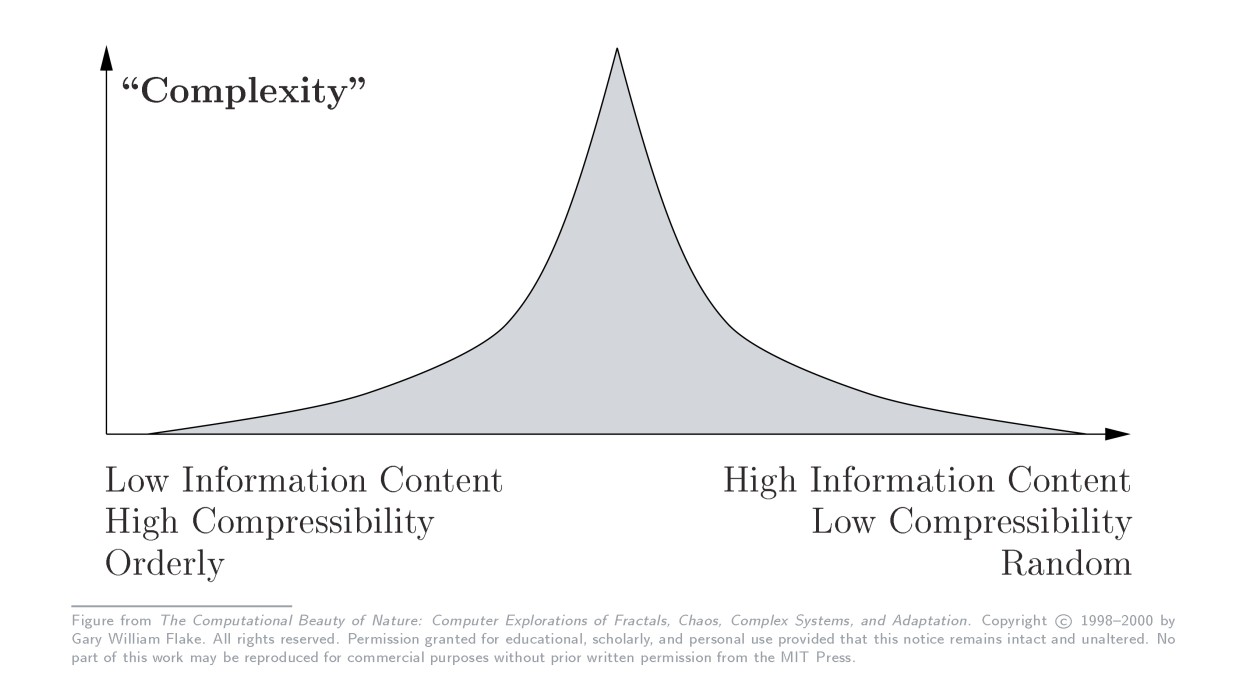 “Complexity”
Low Information Content
High Compressibility
Orderly
High Information Content
Low Compressibility
Random
Figure from The Computational Beauty of Nature: Computer Explorations of Fractals, Chaos, Complex Systems, and Adaptation. Copyright © 1998–2000 by
Gary William Flake. All rights reserved. Permission granted for educational, scholarly, and personal use provided that this notice remains intact and unaltered. No
part of this work may be reproduced for commercial purposes without prior written permission from the MIT Press.